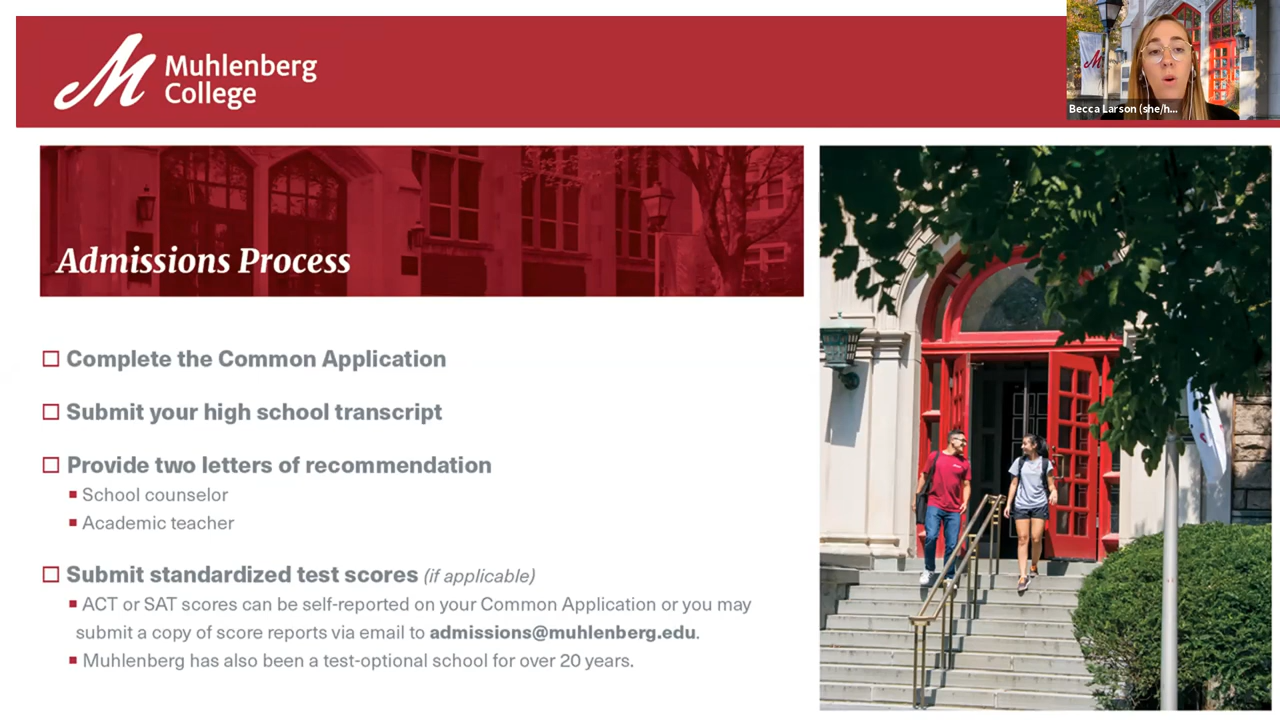 Muhlenberg
College
Becca Larson (she/h...
Admissions Process
Complete the Common Application
Submit your high school transcript
Provide two letters of recommendation
School counselor
Academic teacher
Submit standardized test scores (if applicable)
ACT or SAT scores can be self-reported on your Common Application or you may
submit a copy of score reports via email to admissions@muhlenberg.edu.
Muhlenberg has also been a test-optional school for over 20 years.